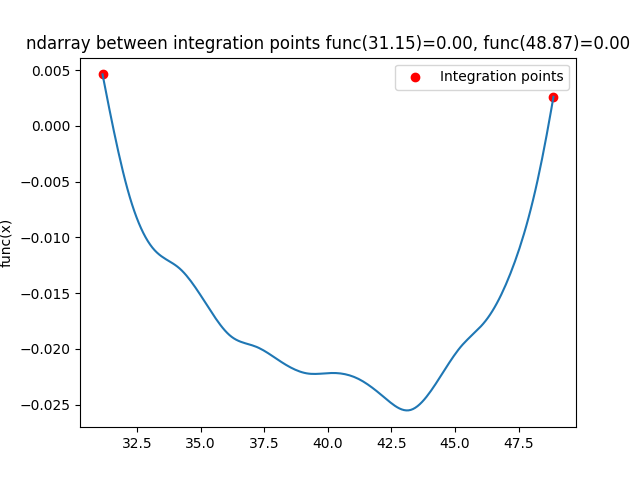 ndarray between integration points func(31.15)=0.00, func(48.87)=0.00
Integration points
func(x)
0.005
0.000
−0.005
−0.010
−0.015
−0.020
−0.025
32.5 35.0 37.5 40.0 42.5 45.0 47.5